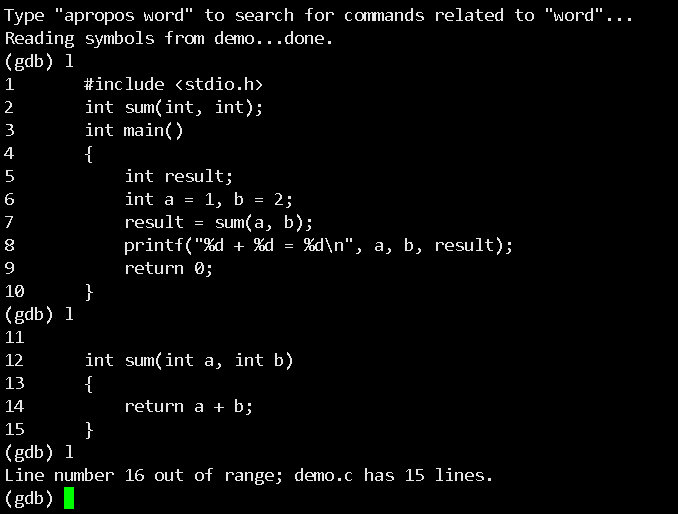 Type "apropos word" to search for commands related to "word"...
Reading symbols from demo...done.
(gdb) l
1       #include <stdio.h>
2       int sum(int, int);
3       int main()
4       {
5           int result;
6           int a = 1, b = 2;
7           result = sum(a, b);
8           printf("%d + %d = %d\n", a, b, result);
9           return 0;
10      }
(gdb) l
11
12      int sum(int a, int b)
13      {
14          return a + b;
15      }
(gdb) l
Line number 16 out of range; demo.c has 15 lines.
(gdb)